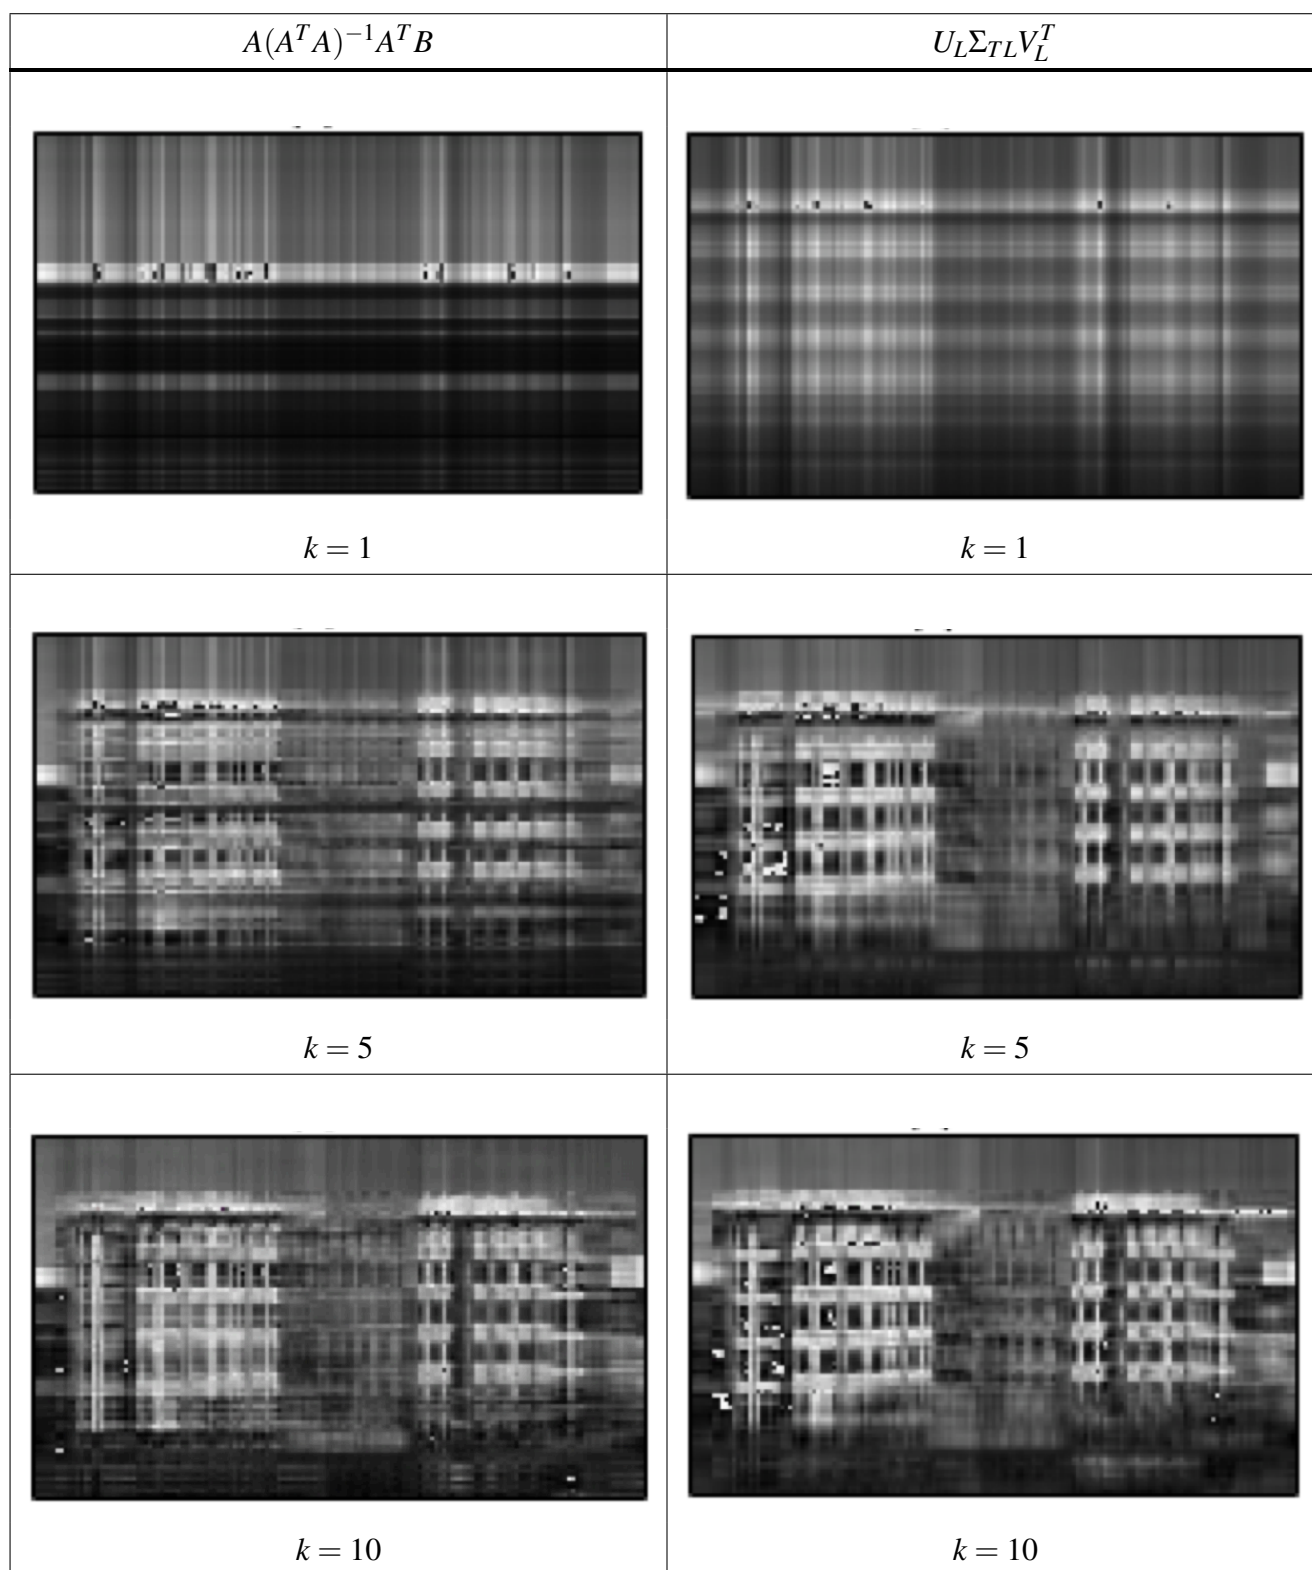 A(A^T A)^{-1} A^T B
U_L Σ_{TL} V_L^T
k = 1
k = 1
k = 5
k = 5
k = 10
k = 10